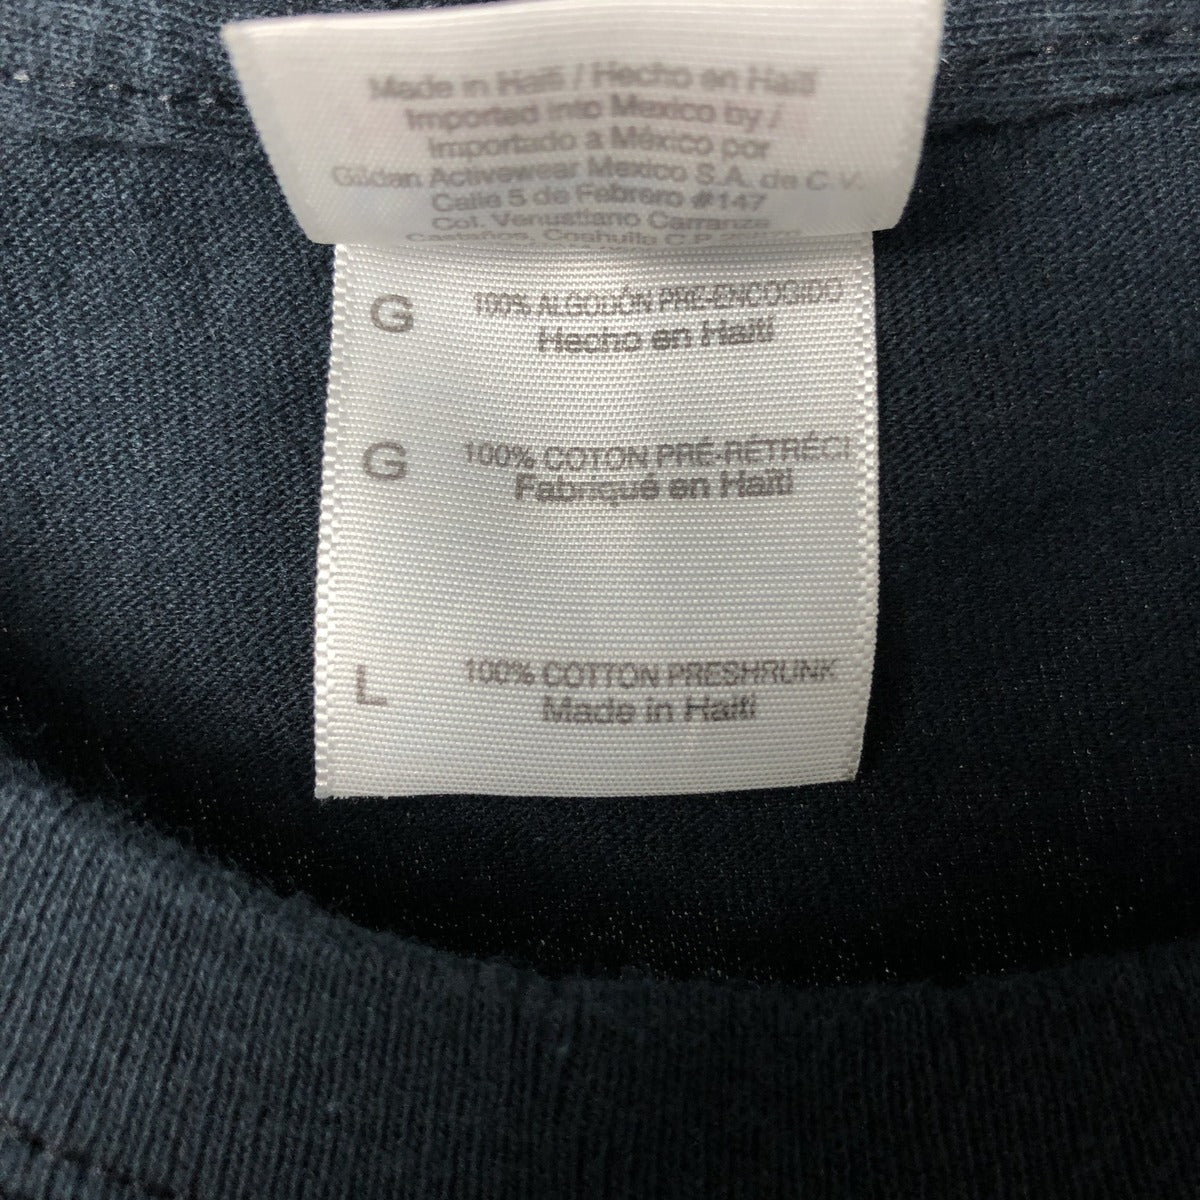 Made in Haiti / Hecho en Haití
Imported into Mexico by /
Importado a México por
Gildan Activewear Mexico S.A. de C.V.
Calle 5 de Febrero #147
Col. Venustiano Carranza
Castaños, Coahuila C.P.
G 100% ALGODÓN PRE-ENCOGIDO
Hecho en Haití
G 100% COTON PRÉ-RÉTRÉCI
Fabriqué en Haïti
L 100% COTTON PRESHRUNK
Made in Haiti